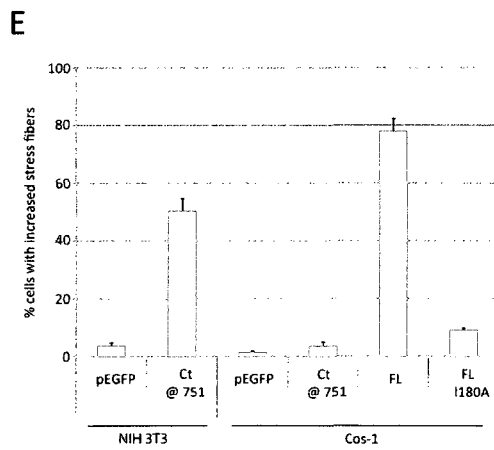 E
% cells with increased stress fibers
100
80
60
40
20
0
pEGFP
Ct
@ 751
pEGFP
Ct
@ 751
FL
FL
I180A
NIH 3T3
Cos-1